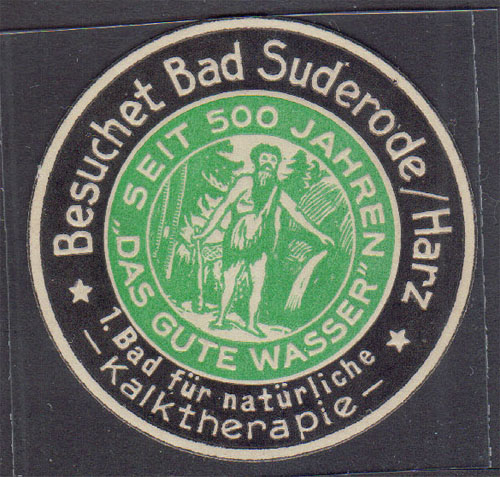 Besuchet Bad Suderode/Harz
SEIT 500 JAHREN
„DAS GUTE WASSER"
1. Bad für natürliche
– Kalktherapie –